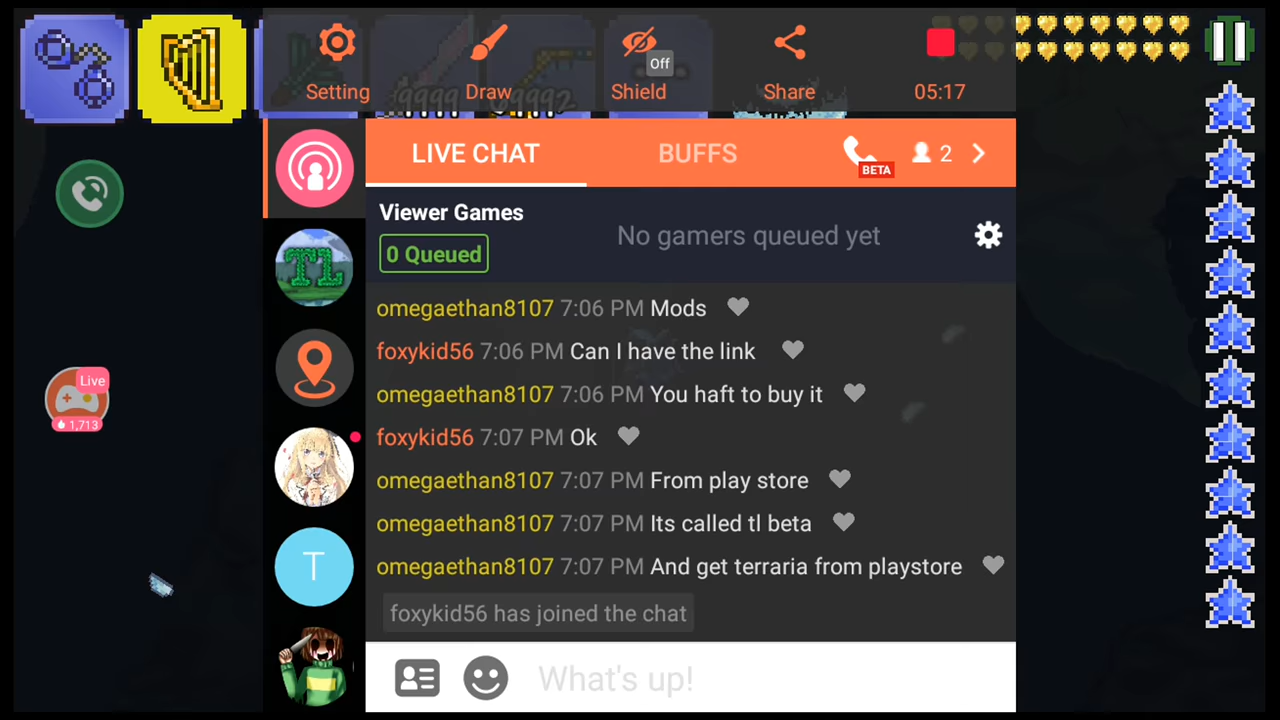 Off
Setting Draw Shield Share 05:17
9999 9992
LIVE CHAT BUFFS BETA 2
Viewer Games
0 Queued No gamers queued yet
TL
omegaethan8107 7:06 PM Mods
foxykid56 7:06 PM Can I have the link
omegaethan8107 7:06 PM You haft to buy it
Live
1,713
foxykid56 7:07 PM Ok
omegaethan8107 7:07 PM From play store
omegaethan8107 7:07 PM Its called tl beta
T
omegaethan8107 7:07 PM And get terraria from playstore
foxykid56 has joined the chat
What's up!